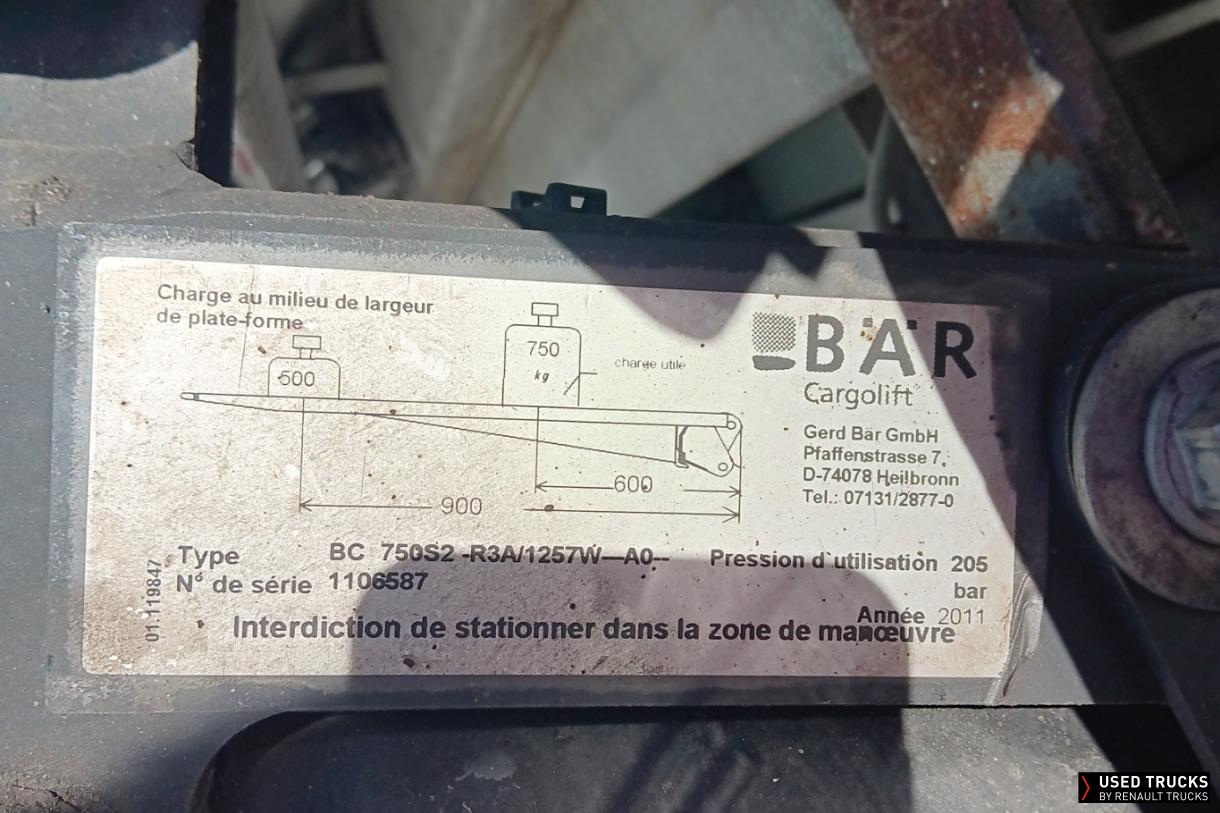 Charge au milieu de largeur
de plate-forme
500
750
kg
charge utile
600
900
BÄR
Cargolift
Gerd Bär GmbH
Pfaffenstrasse 7,
D-74078 Heilbronn
Tel.: 07131/2877-0
Type BC 750S2 -R3A/1257W—A0-- Pression d`utilisation 205
bar
N° de série 1106587
Année 2011
Interdiction de stationner dans la zone de manœuvre
01.119847
USED TRUCKS
BY RENAULT TRUCKS